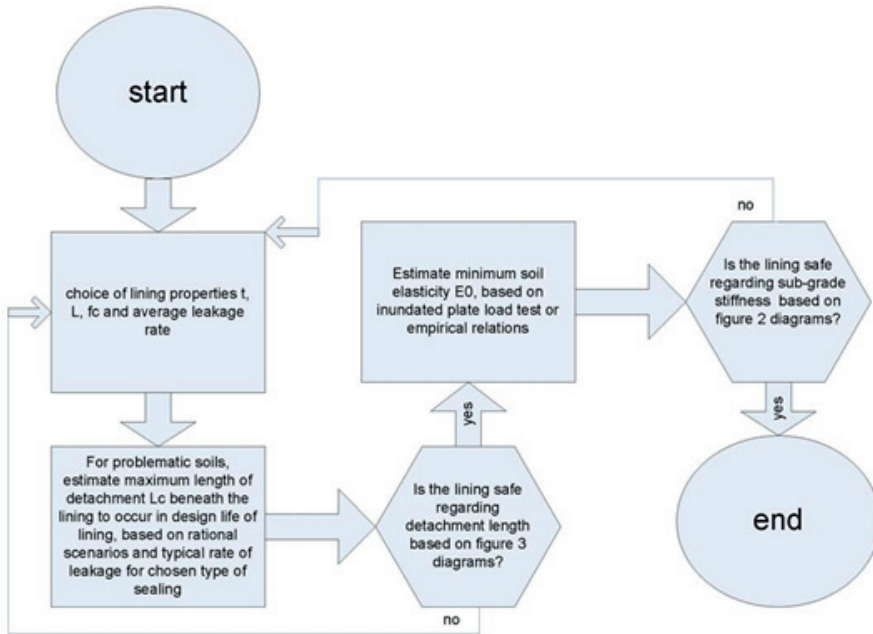 start
choice of lining properties t,
L, fc and average leakage
rate
For problematic soils,
estimate maximum length of
detachment Lc beneath the
lining to occur in design life of
lining, based on rational
scenarios and typical rate of
leakage for chosen type of
sealing
Is the lining safe
regarding
detachment length
based on figure 3
diagrams?
no
yes
Estimate minimum soil
elasticity E0, based on
inundated plate load test or
empirical relations
Is the lining safe
regarding sub-grade
stiffness based on
figure 2 diagrams?
no
yes
end